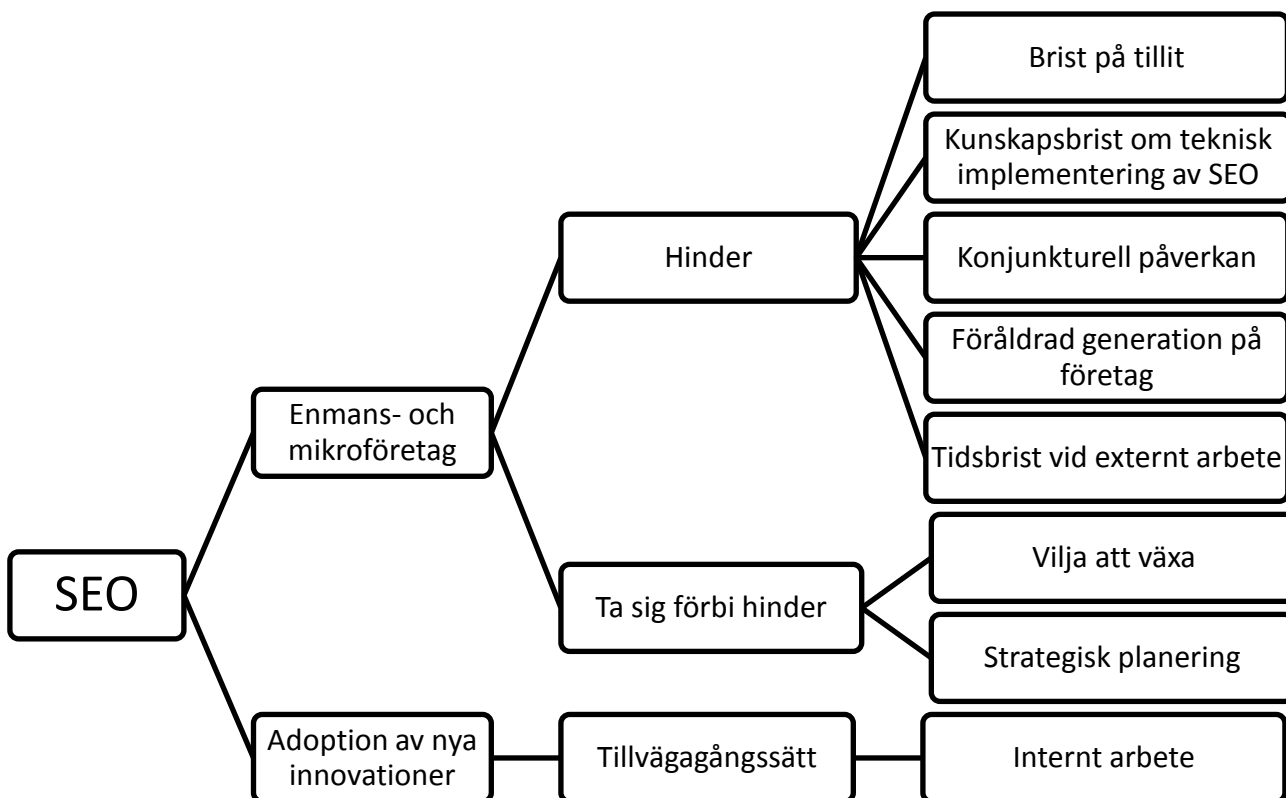 Brist på tillit
Kunskapsbrist om teknisk
implementering av SEO
Hinder
Konjunkturell påverkan
Föråldrad generation på
företag
Enmans- och
mikroföretag
Tidsbrist vid externt arbete
Vilja att växa
SEO
Ta sig förbi hinder
Strategisk planering
Adoption av nya
innovationer
Tillvägagångssätt
Internt arbete